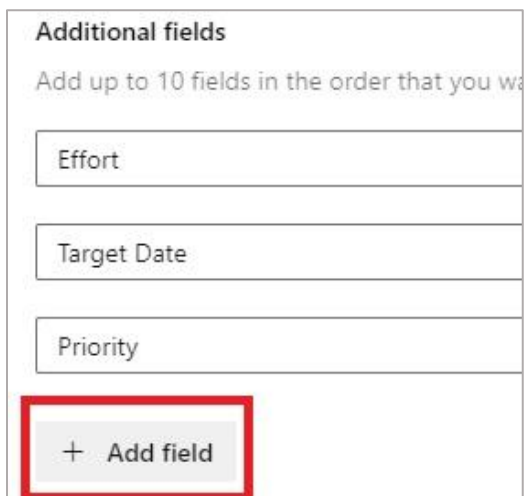 Additional fields
Add up to 10 fields in the order that you
Effort
Target Date
Priority
+ Add field